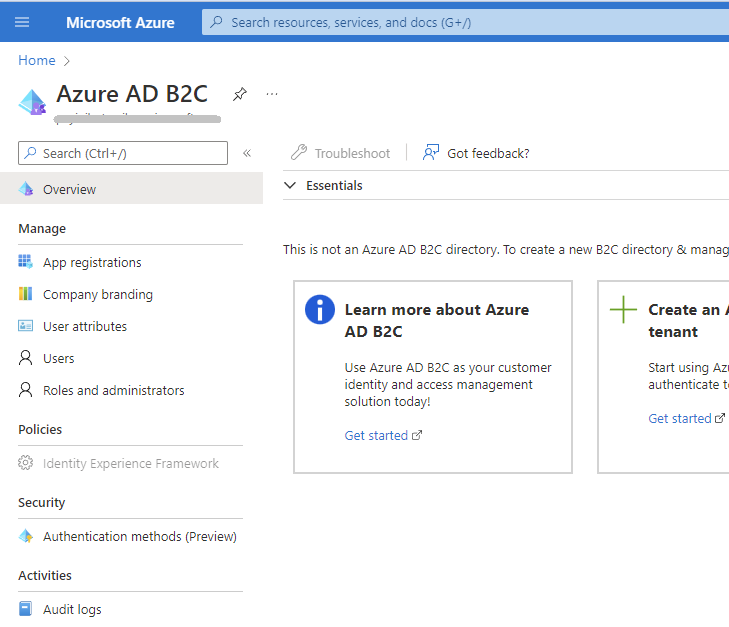 Microsoft Azure
Search resources, services, and docs (G+/)
Home
Azure AD B2C
Search (Ctrl+/)
Troubleshoot
Got feedback?
Overview
Essentials
Manage
App registrations
Company branding
User attributes
Users
Roles and administrators
Policies
Identity Experience Framework
Security
Authentication methods (Preview)
Activities
Audit logs
This is not an Azure AD B2C directory. To create a new B2C directory & manag
Learn more about Azure
AD B2C
Use Azure AD B2C as your customer
identity and access management
solution today!
Get started
Create an A
tenant
Start using Az
authenticate t
Get started